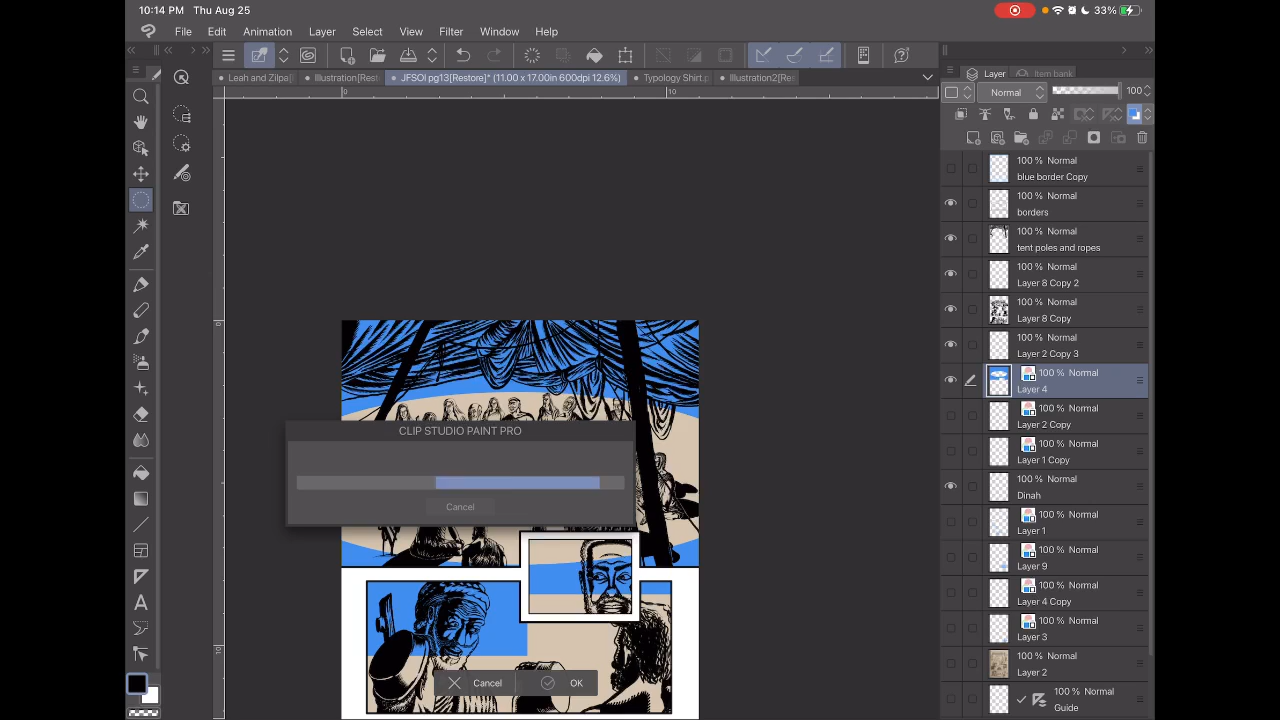 10:14 PM Thu Aug 25
33%
File Edit Animation Layer Select View Filter Window Help
Leah and Zilpa[ Illustration[Rest JFSOI pg13[Restore]* (11.00 x 17.00in 600dpi 12.6%) Typology Shirt. Illustration2[Res
Layer Item bank
0 10
Normal 100
100 % Normal
blue border Copy
100 % Normal
borders
100 % Normal
tent poles and ropes
100 % Normal
Layer 8 Copy 2
100 % Normal
Layer 8 Copy
100 % Normal
Layer 2 Copy 3
100 % Normal
Layer 4
100 % Normal
Layer 2 Copy
100 % Normal
Layer 1 Copy
100 % Normal
Dinah
100 % Normal
Layer 1
100 % Normal
Layer 9
100 % Normal
Layer 4 Copy
100 % Normal
Layer 3
100 % Normal
Layer 2
100 % Normal
Guide
0
10
CLIP STUDIO PAINT PRO
Cancel
Cancel OK